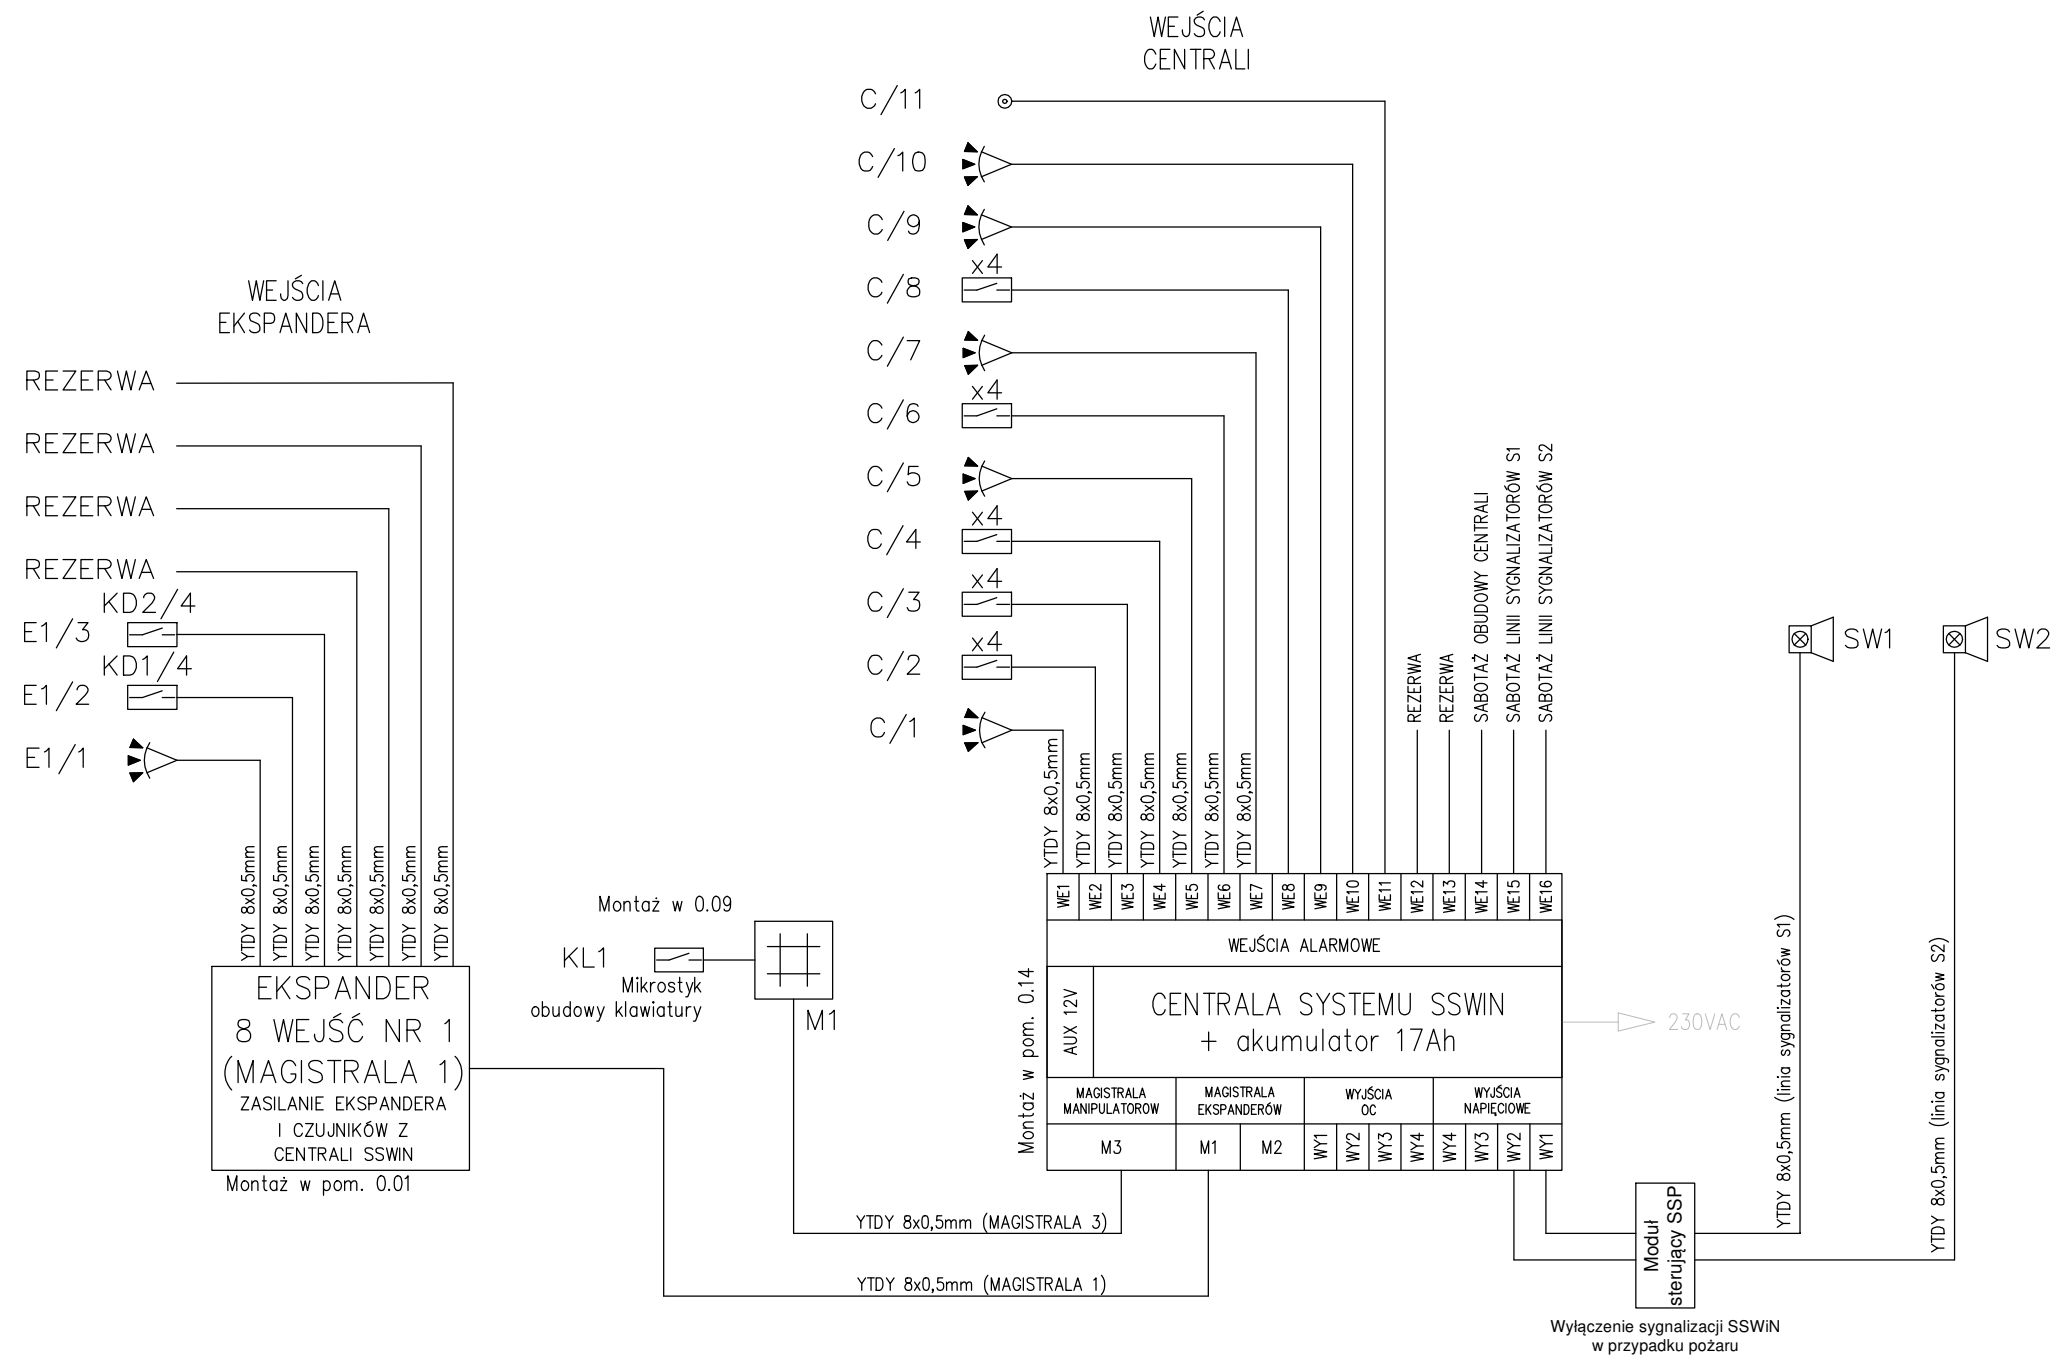 WEJŚCIA
CENTRALI
C/11
C/10
C/9
x4
C/8
C/7
x4
C/6
C/5
x4
C/4
x4
C/3
x4
C/2
C/1
WEJŚCIA
EKSPANDERA
REZERWA
REZERWA
REZERWA
REZERWA
KD2/4
E1/3
KD1/4
E1/2
E1/1
YTDY 8x0,5mm
YTDY 8x0,5mm
YTDY 8x0,5mm
YTDY 8x0,5mm
YTDY 8x0,5mm
YTDY 8x0,5mm
YTDY 8x0,5mm
EKSPANDER
8 WEJŚĆ NR 1
(MAGISTRALA 1)
ZASILANIE EKSPANDERA
I CZUJNIKÓW Z
CENTRALI SSWIN
Montaż w pom. 0.01
Montaż w 0.09
KL1
Mikrostyk
obudowy klawiatury
M1
YTDY 8x0,5mm
YTDY 8x0,5mm
YTDY 8x0,5mm
YTDY 8x0,5mm
YTDY 8x0,5mm
YTDY 8x0,5mm
YTDY 8x0,5mm
REZERWA
REZERWA
SABOTAŻ OBUDOWY CENTRALI
SABOTAŻ LINII SYGNALIZATORÓW S1
SABOTAŻ LINII SYGNALIZATORÓW S2
WE1
WE2
WE3
WE4
WE5
WE6
WE7
WE8
WE9
WE10
WE11
WE12
WE13
WE14
WE15
WE16
WEJŚCIA ALARMOWE
Montaż w pom. 0.14
AUX 12V
CENTRALA SYSTEMU SSWIN
+ akumulator 17Ah
230VAC
MAGISTRALA
MANIPULATOROW
MAGISTRALA
EKSPANDERÓW
WYJŚCIA
OC
WYJŚCIA
NAPIĘCIOWE
M3
M1
M2
WY1
WY2
WY3
WY4
WY4
WY3
WY2
WY1
YTDY 8x0,5mm (MAGISTRALA 3)
YTDY 8x0,5mm (MAGISTRALA 1)
SW1
SW2
YTDY 8x0,5mm (linia sygnalizatorów S1)
YTDY 8x0,5mm (linia sygnalizatorów S2)
Moduł
sterujący SSP
Wyłączenie sygnalizacji SSWiN
w przypadku pożaru